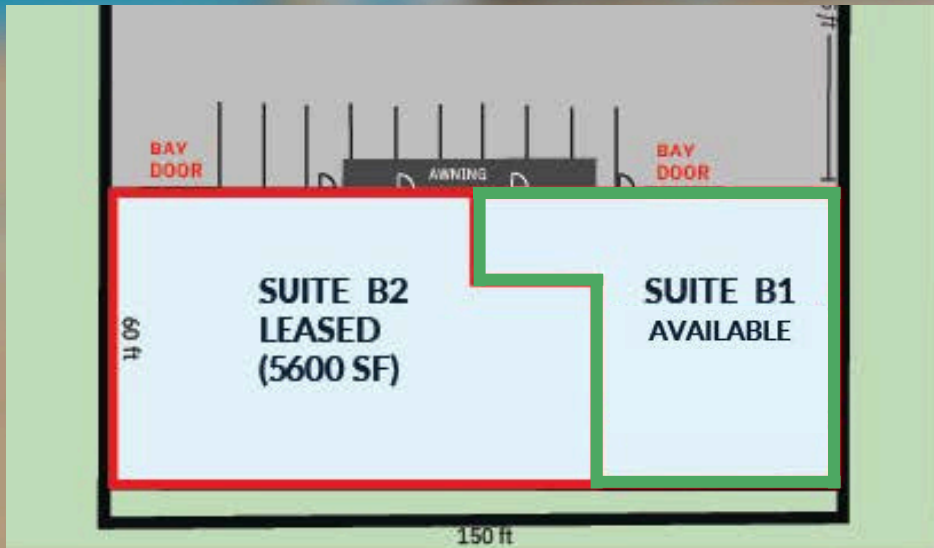 BAY
DOOR
AWNING
BAY
DOOR
SUITE B2
LEASED
(5600 SF)
SUITE B1
AVAILABLE
60 ft
150 ft